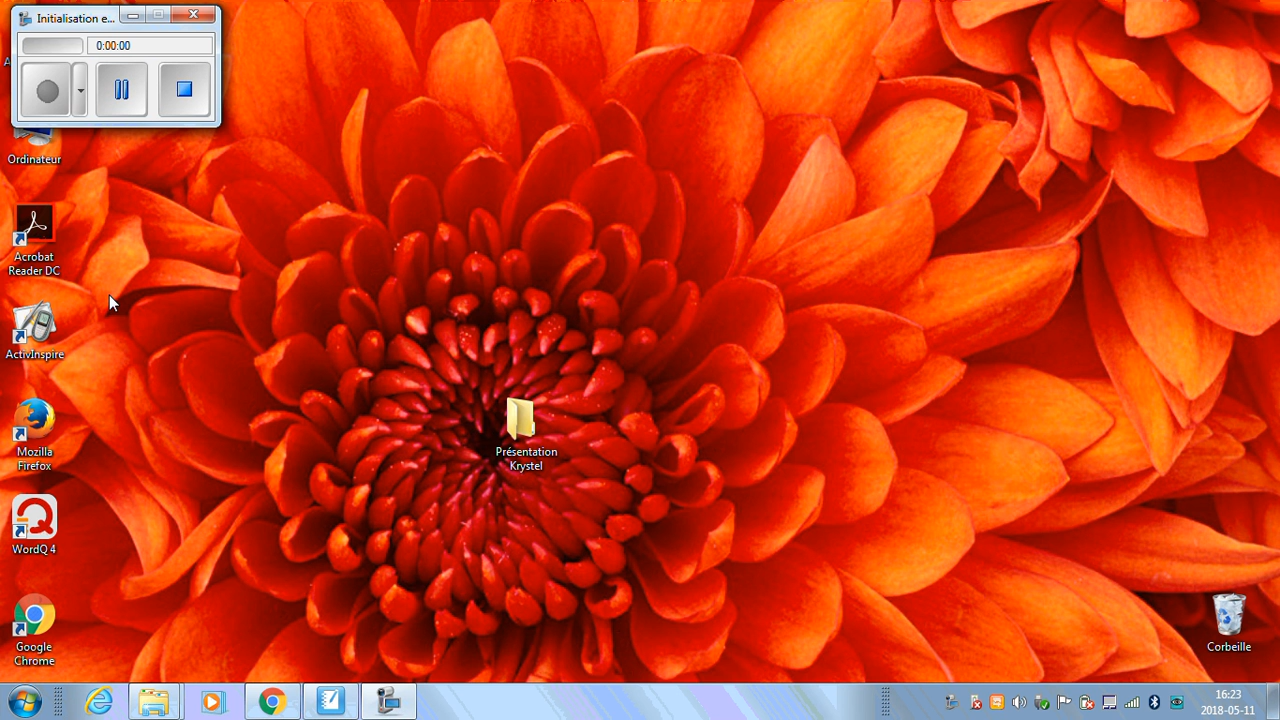 Initialisation e...
0:00:00
Ordinateur
Acrobat
Reader DC
ActivInspire
Mozilla
Firefox
WordQ 4
Google
Chrome
Présentation
Krystel
Corbeille
16:23
2018-05-11